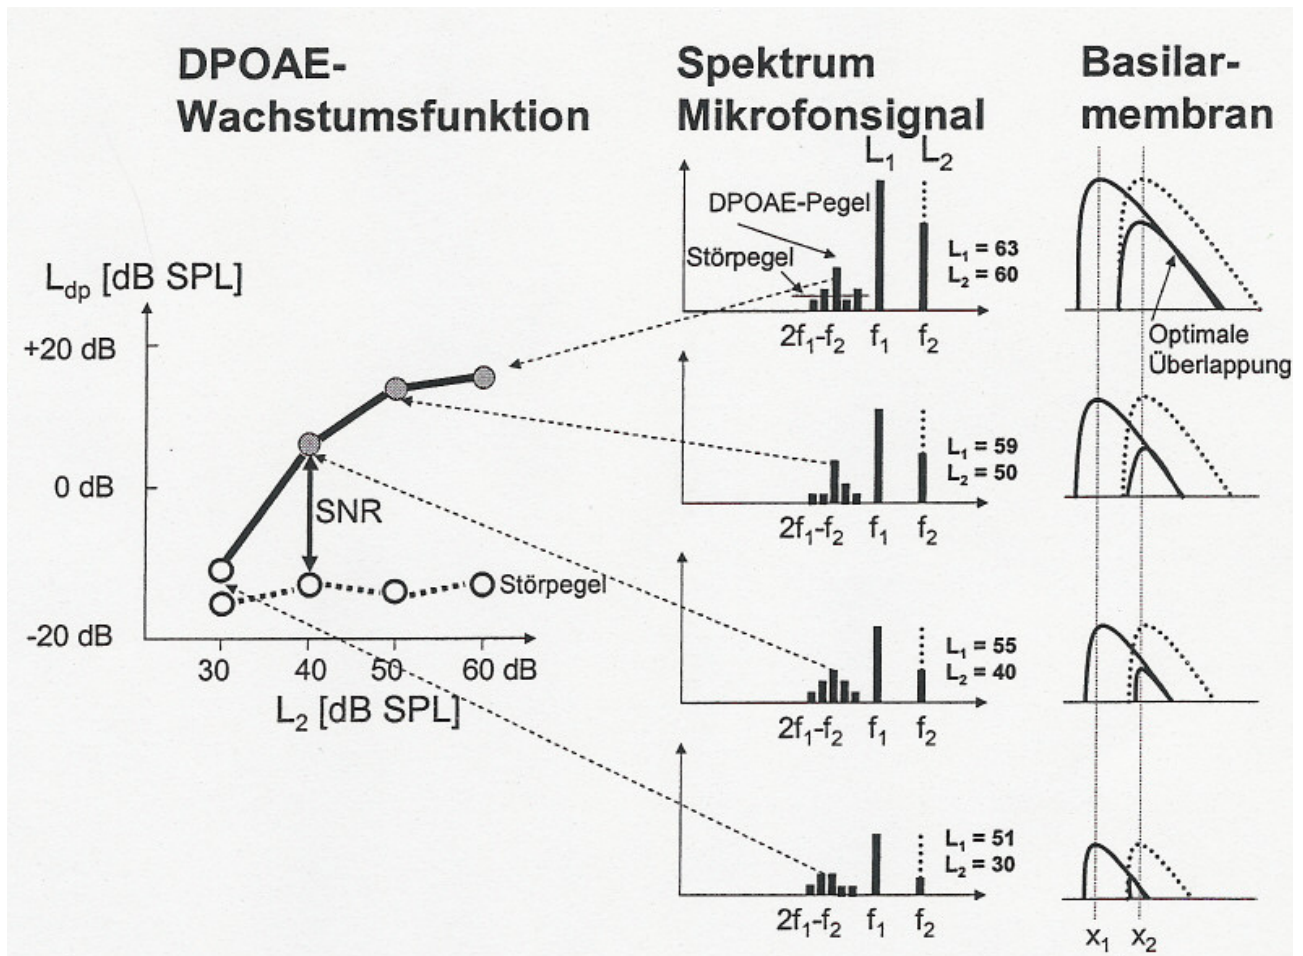 DPOAE-
Wachstumsfunktion
L_dp [dB SPL]
+20 dB
0 dB
-20 dB
SNR
Störpegel
30 40 50 60 dB
L₂ [dB SPL]
Spektrum
Mikrofonsignal
L₁ L₂
DPOAE-Pegel
Störpegel
L₁ = 63
L₂ = 60
2f₁-f₂ f₁ f₂
L₁ = 59
L₂ = 50
2f₁-f₂ f₁ f₂
L₁ = 55
L₂ = 40
2f₁-f₂ f₁ f₂
L₁ = 51
L₂ = 30
2f₁-f₂ f₁ f₂
Basilar-
membran
Optimale
Überlappung
x₁ x₂